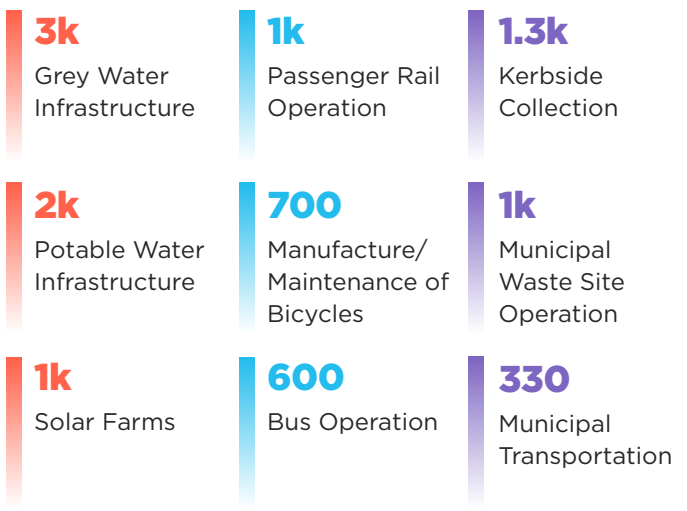 3k
Grey Water
Infrastructure
1k
Passenger Rail
Operation
1.3k
Kerbside
Collection
2k
Potable Water
Infrastructure
700
Manufacture/
Maintenance of
Bicycles
1k
Municipal
Waste Site
Operation
1k
Solar Farms
600
Bus Operation
330
Municipal
Transportation